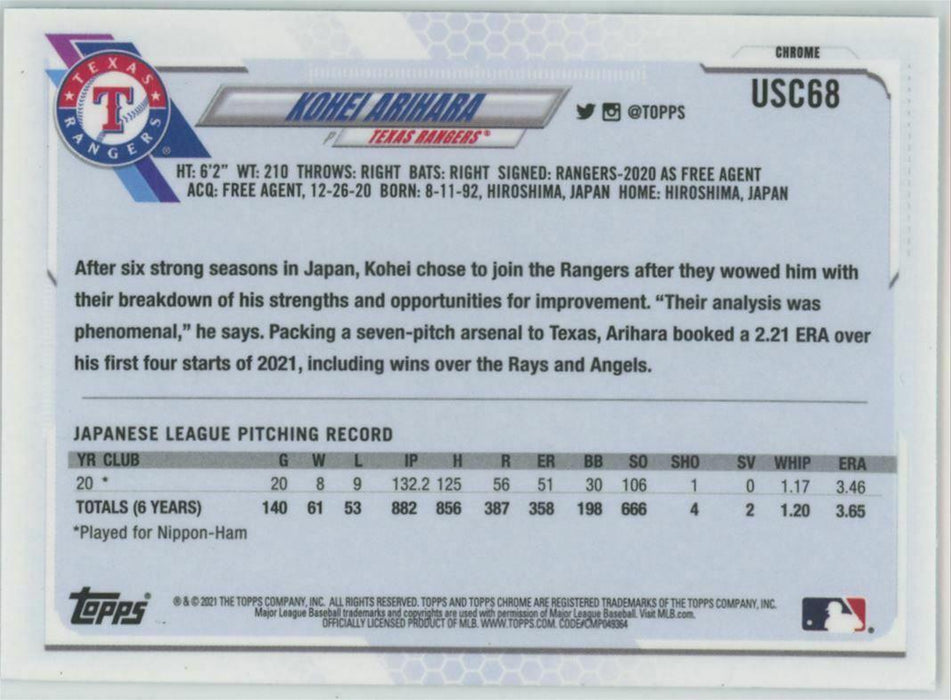 CHROME
USC68
TEXAS RANGERS
KOHEI ARIHARA
@TOPPS
P TEXAS RANGERS®
HT: 6'2" WT: 210 THROWS: RIGHT BATS: RIGHT SIGNED: RANGERS-2020 AS FREE AGENT
ACQ: FREE AGENT, 12-26-20 BORN: 8-11-92, HIROSHIMA, JAPAN HOME: HIROSHIMA, JAPAN
After six strong seasons in Japan, Kohei chose to join the Rangers after they wowed him with
their breakdown of his strengths and opportunities for improvement. “Their analysis was
phenomenal,” he says. Packing a seven-pitch arsenal to Texas, Arihara booked a 2.21 ERA over
his first four starts of 2021, including wins over the Rays and Angels.
JAPANESE LEAGUE PITCHING RECORD
YR CLUB G W L IP H R ER BB SO SHO SV WHIP ERA
20 * 20 8 9 132.2 125 56 51 30 106 1 0 1.17 3.46
TOTALS (6 YEARS) 140 61 53 882 856 387 358 198 666 4 2 1.20 3.65
*Played for Nippon-Ham
Topps®
® & © 2021 THE TOPPS COMPANY, INC. ALL RIGHTS RESERVED. TOPPS AND TOPPS CHROME ARE REGISTERED TRADEMARKS OF THE TOPPS COMPANY, INC.
Major League Baseball trademarks and copyrights are used with permission of Major League Baseball. Visit MLB.com.
OFFICIALLY LICENSED PRODUCT OF MLB. WWW.TOPPS.COM. CODE#CMP049364